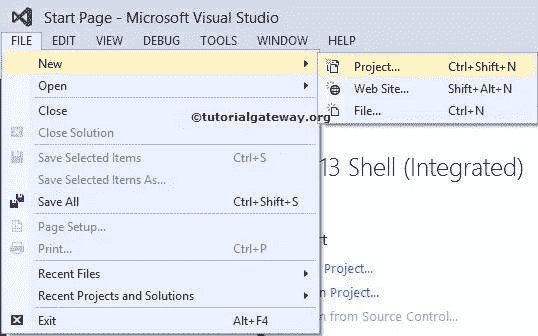 Start Page - Microsoft Visual Studio
FILE EDIT VIEW DEBUG TOOLS WINDOW HELP
New
Project... Ctrl+Shift+N
Open
Web Site... Shift+Alt+N
Close
File... Ctrl+N
©tutorialgateway.org
Close Solution
Save Selected Items Ctrl+S
13 Shell (Integrated)
Save Selected Items As...
Save All Ctrl+Shift+S
Page Setup...
rt
Print... Ctrl+P
Recent Files
Project...
Recent Projects and Solutions
n Project...
Exit Alt+F4
n from Source Control...